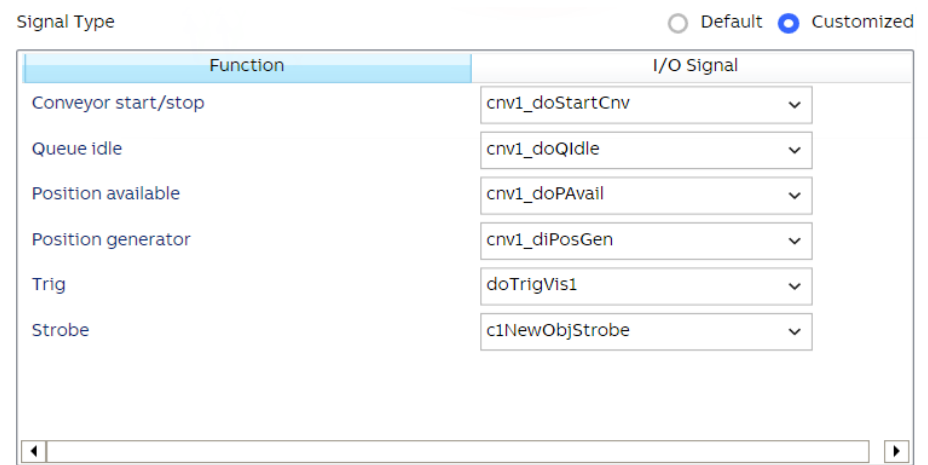 Signal Type Default Customized
Function I/O Signal
Conveyor start/stop cnv1_doStartCnv
Queue idle cnv1_doQIdle
Position available cnv1_doPAvail
Position generator cnv1_diPosGen
Trig doTrigVis1
Strobe c1NewObjStrobe